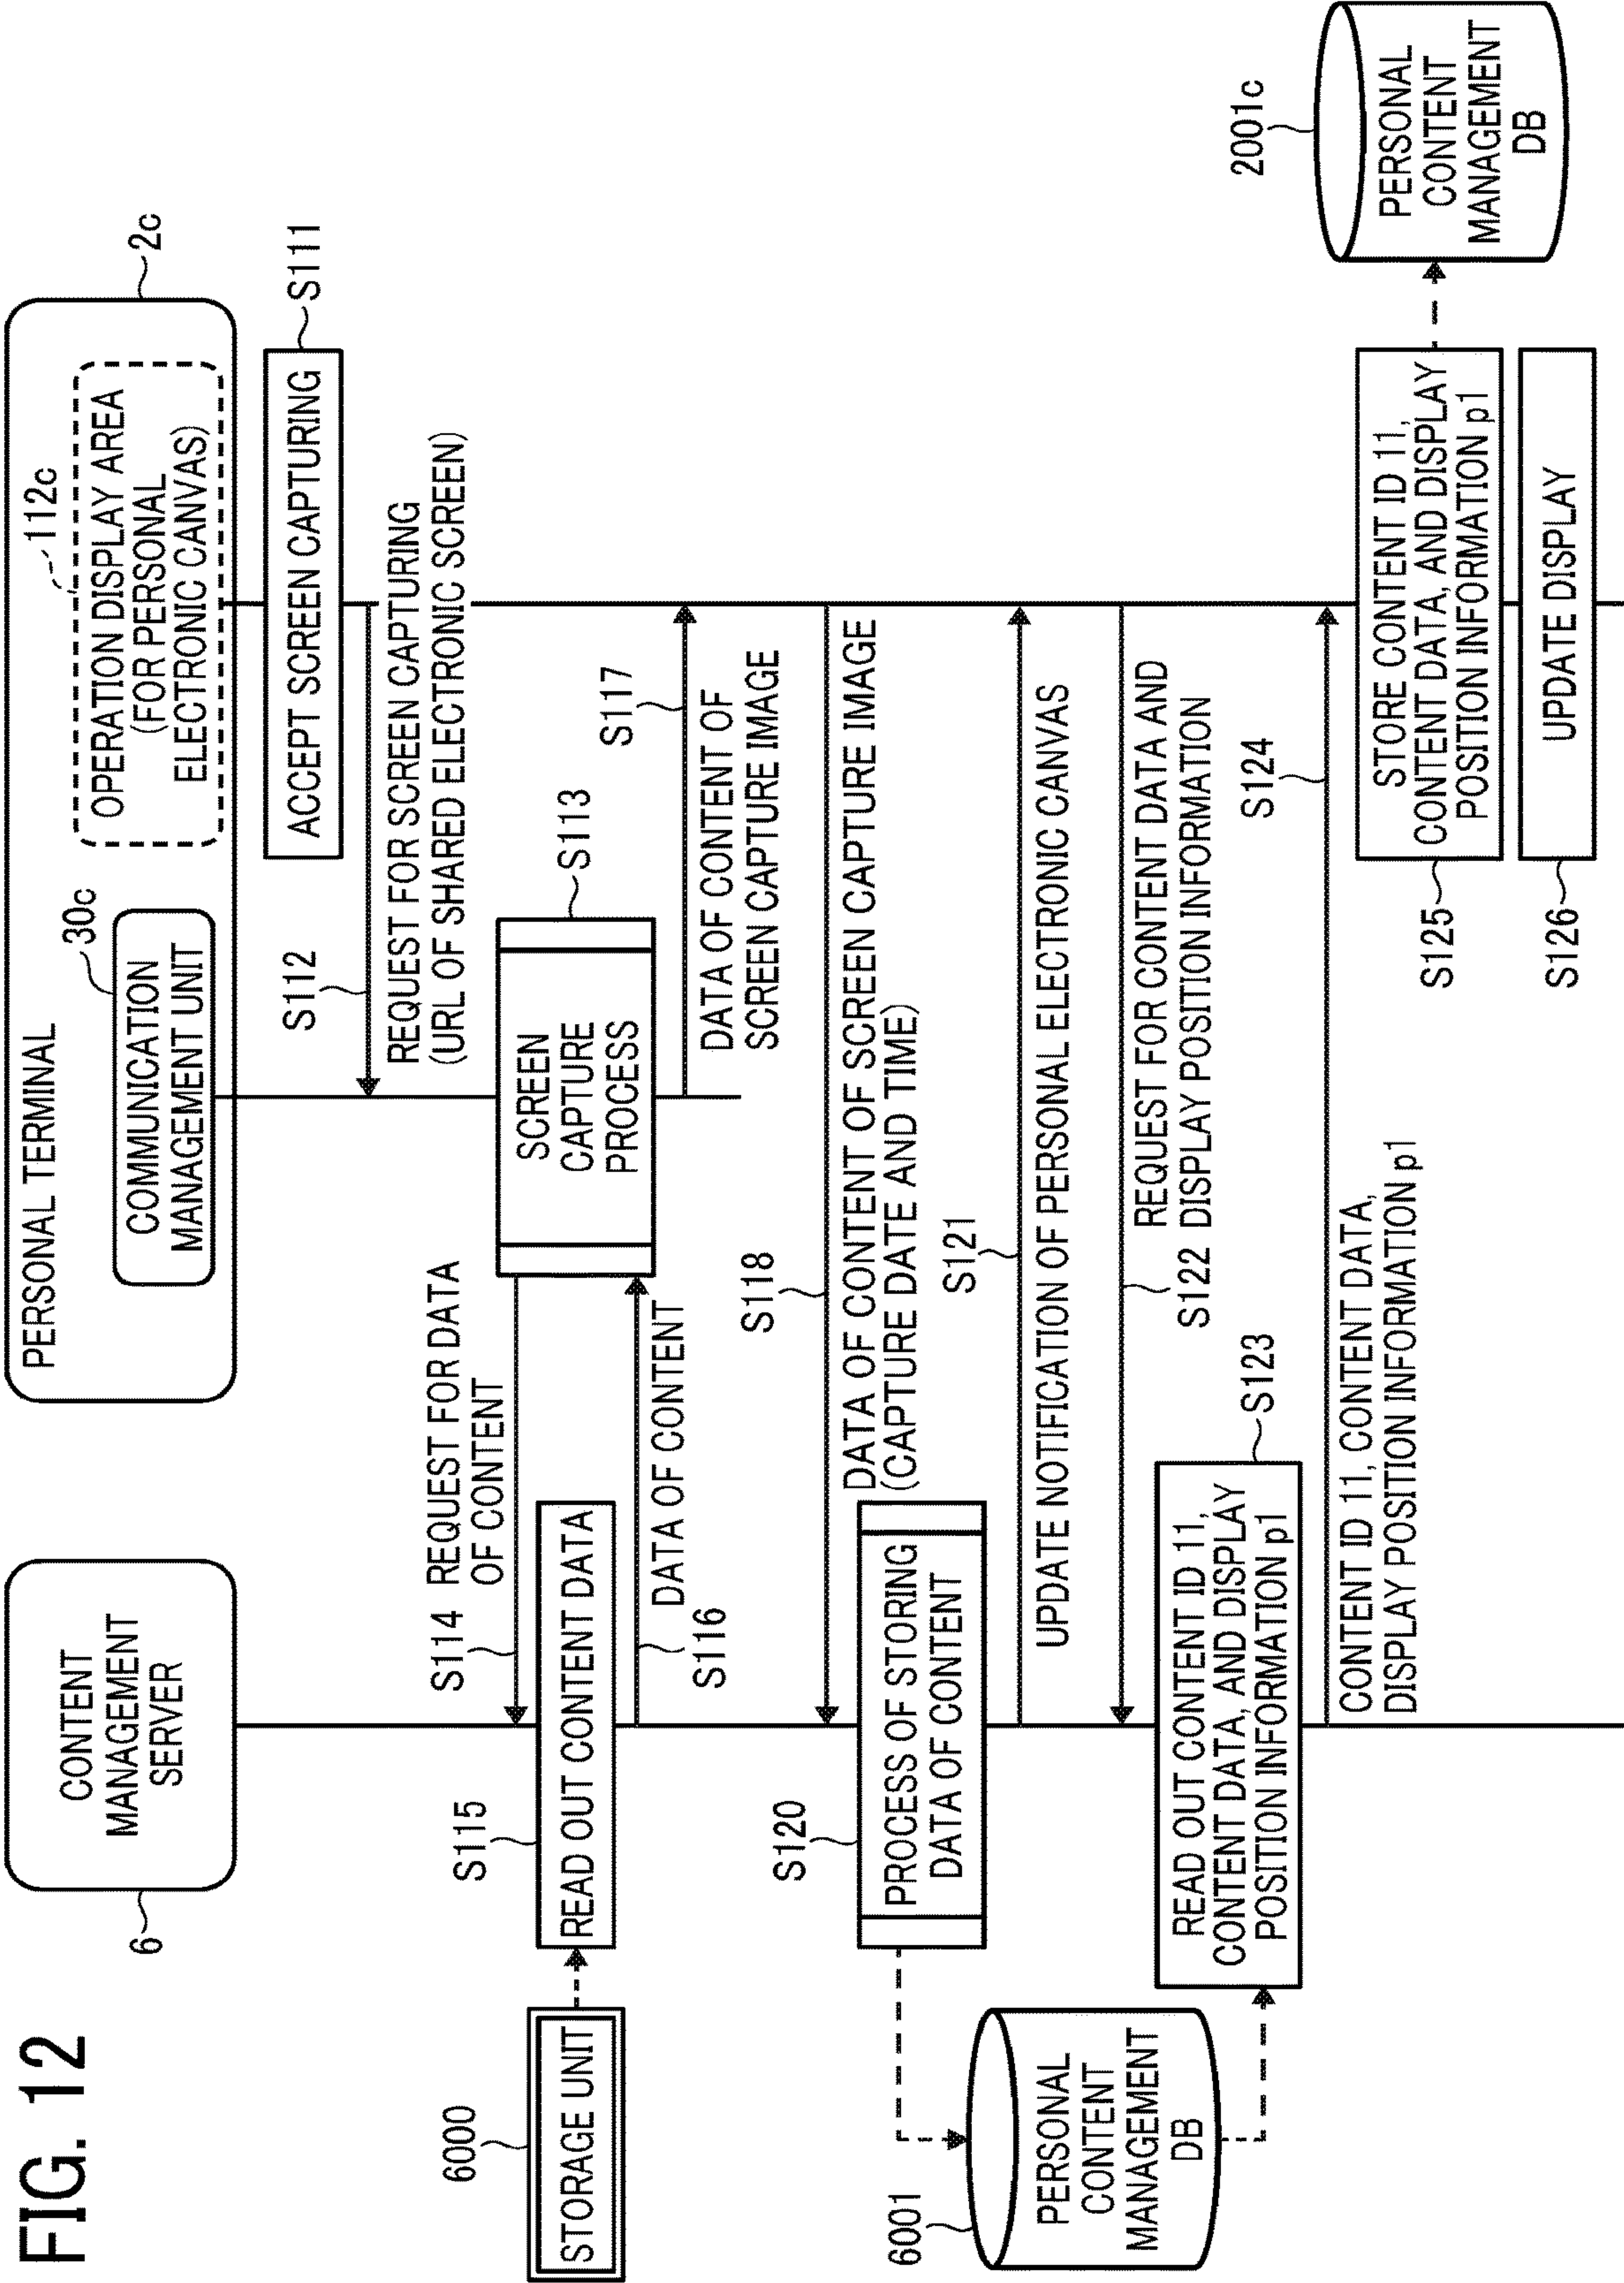 FIG. 12
6
CONTENT
MANAGEMENT
SERVER
PERSONAL TERMINAL
2c
30c
COMMUNICATION
MANAGEMENT UNIT
112c
OPERATION DISPLAY AREA
(FOR PERSONAL
ELECTRONIC CANVAS)
ACCEPT SCREEN CAPTURING
S111
S112
REQUEST FOR SCREEN CAPTURING
(URL OF SHARED ELECTRONIC SCREEN)
SCREEN
CAPTURE
PROCESS
S113
S114
REQUEST FOR DATA
OF CONTENT
6000
STORAGE UNIT
S115
READ OUT CONTENT DATA
S116
DATA OF CONTENT
S117
DATA OF CONTENT OF
SCREEN CAPTURE IMAGE
S118
DATA OF CONTENT OF SCREEN CAPTURE IMAGE
(CAPTURE DATE AND TIME)
S120
PROCESS OF STORING
DATA OF CONTENT
6001
PERSONAL
CONTENT
MANAGEMENT
DB
S121
UPDATE NOTIFICATION OF PERSONAL ELECTRONIC CANVAS
S122
REQUEST FOR CONTENT DATA AND
DISPLAY POSITION INFORMATION
S123
READ OUT CONTENT ID 11,
CONTENT DATA, AND DISPLAY
POSITION INFORMATION p1
S124
CONTENT ID 11, CONTENT DATA,
DISPLAY POSITION INFORMATION p1
S125
STORE CONTENT ID 11,
CONTENT DATA, AND DISPLAY
POSITION INFORMATION p1
2001c
PERSONAL
CONTENT
MANAGEMENT
DB
S126
UPDATE DISPLAY